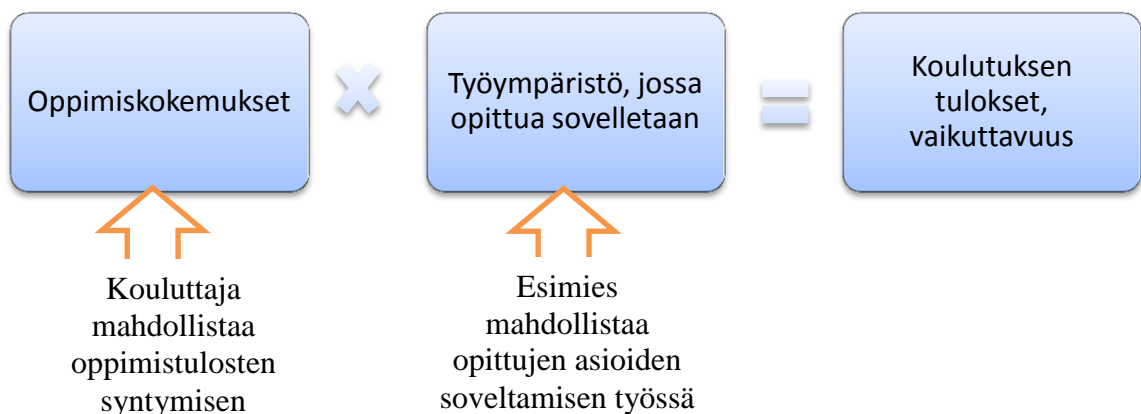 Oppimiskokemukset
Työympäristö, jossa
opittua sovelletaan
Koulutuksen
tulokset,
vaikuttavuus
Kouluttaja
mahdollistaa
oppimistulosten
syntymisen
Esimies
mahdollistaa
opittujen asioiden
soveltamisen työssä